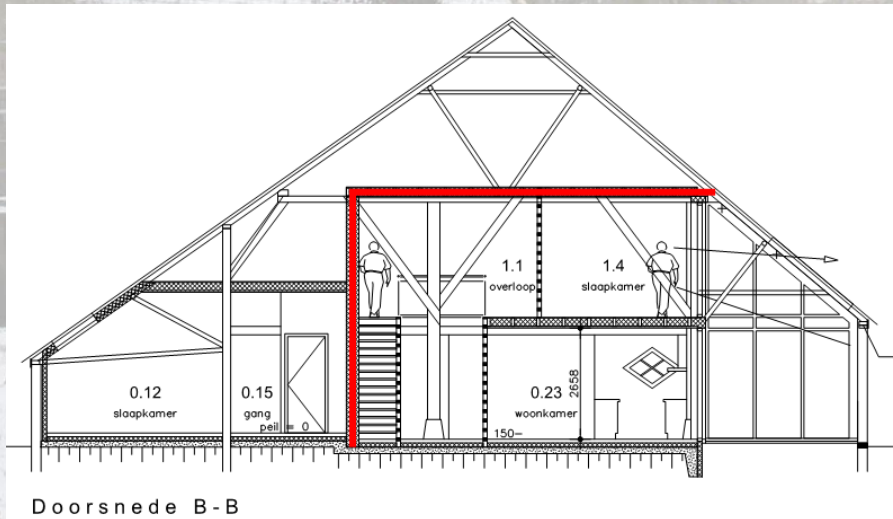 1.1
overloop
1.4
slaapkamer
0.12
slaapkamer
0.15
gang
peil = 0
0.23
woonkamer
2658
150-
Doorsnede B-B